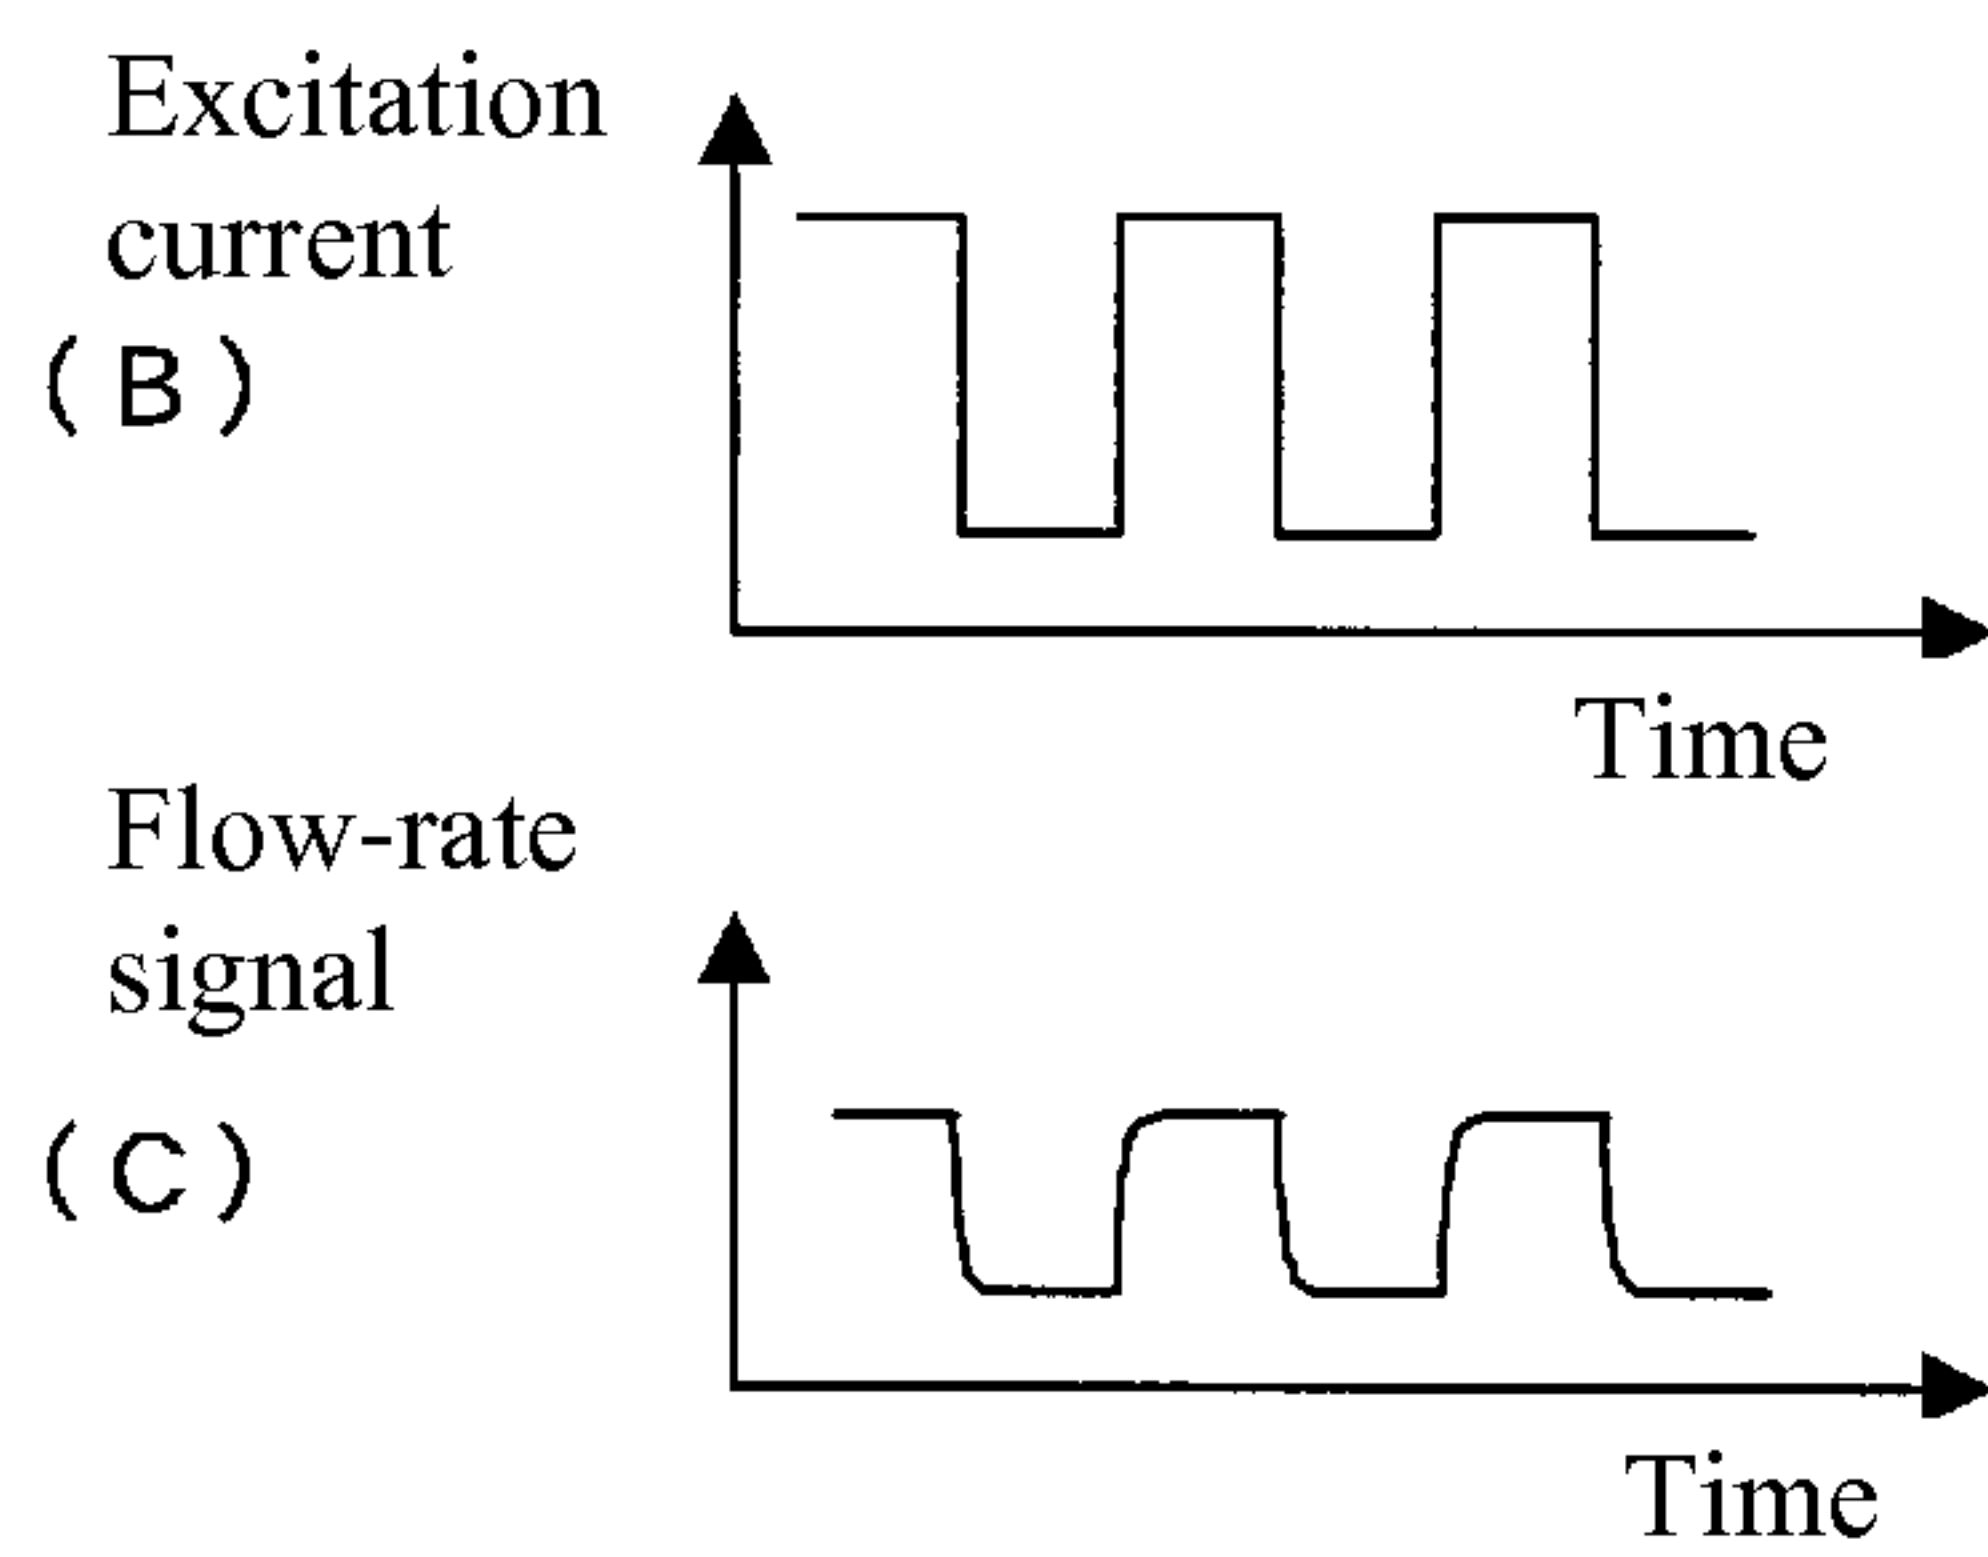 Excitation
current
( B )
Time
Flow-rate
signal
( C )
Time